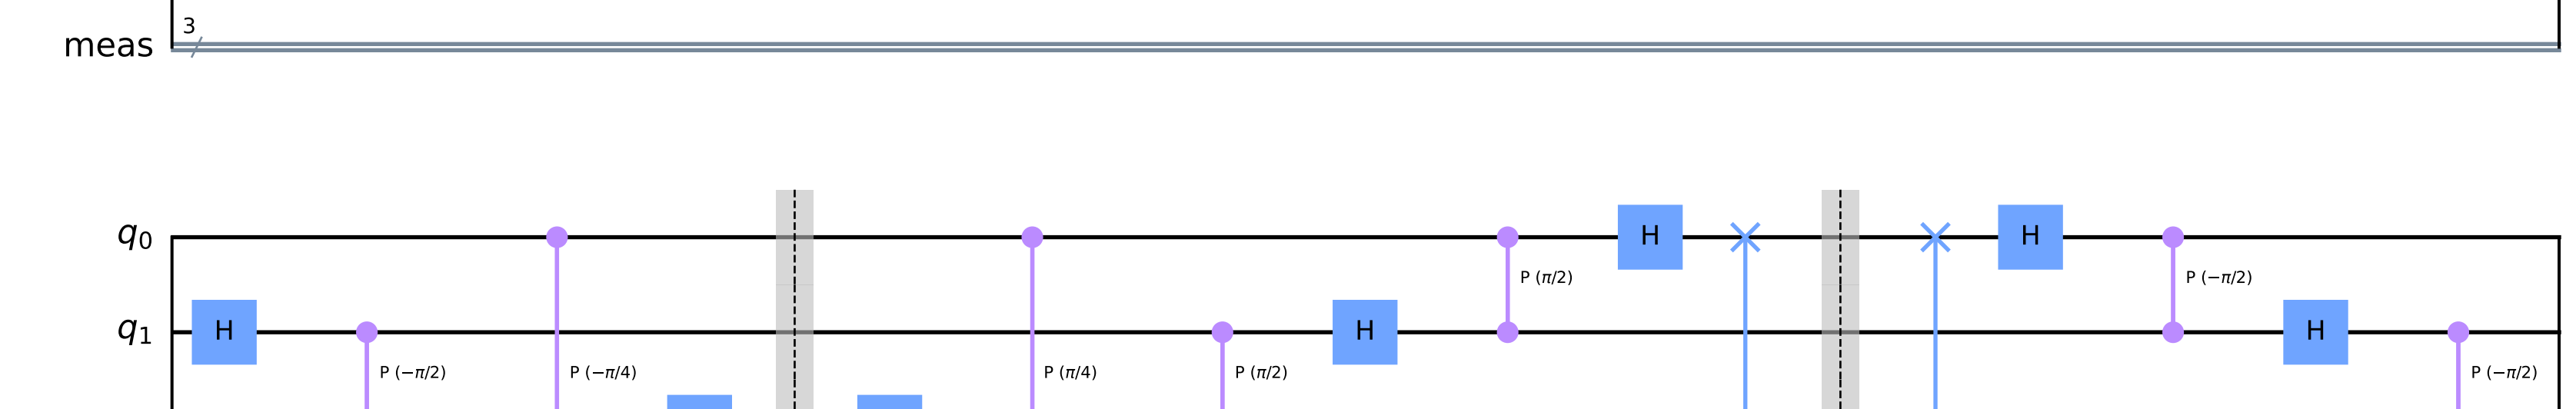 3
meas
q0 H H
P (π/2) P (−π/2)
q1 H H H
P (−π/2) P (−π/4) P (π/4) P (π/2) P (−π/2)